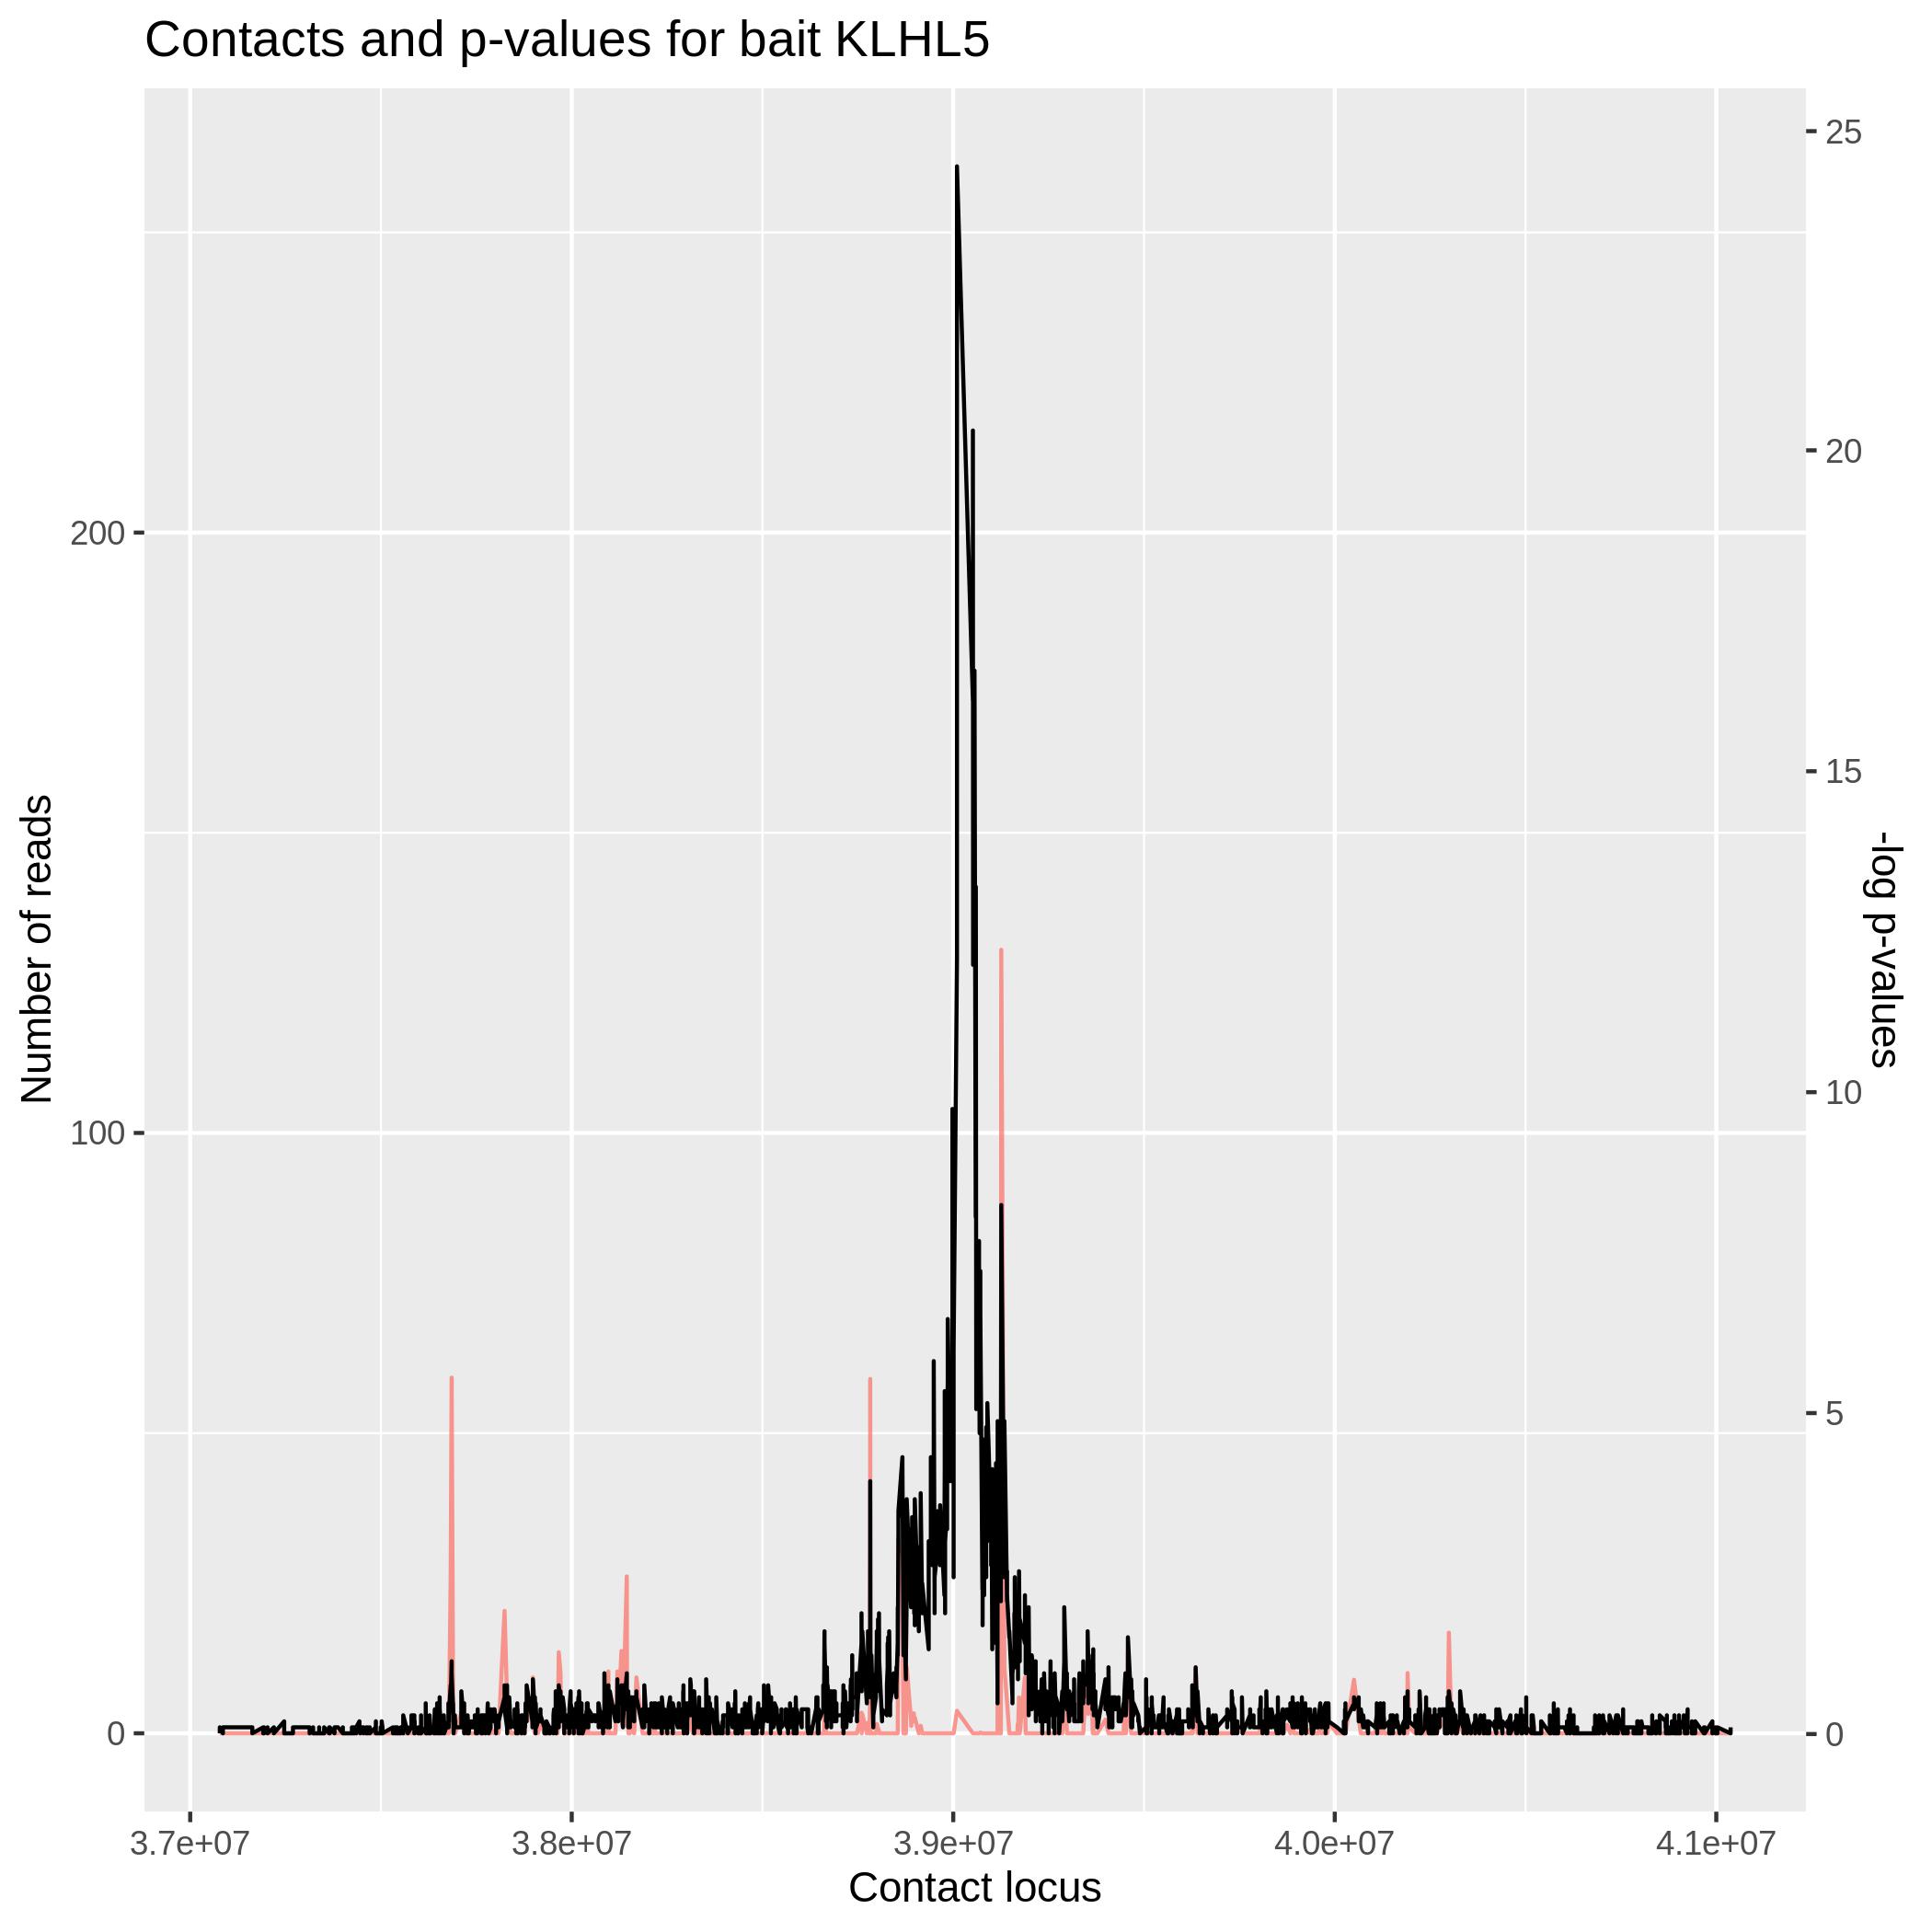 Contacts and p-values for bait KLHL5
Number of reads
200
100
0
25
20
15
10
5
0
-log p-values
3.7e+07
3.8e+07
3.9e+07
4.0e+07
4.1e+07
Contact locus